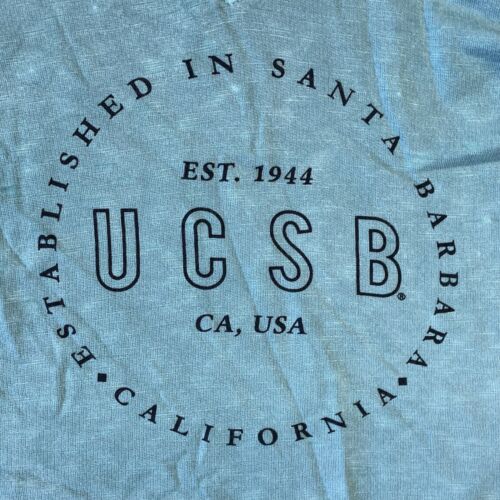 ESTABLISHED IN SANTA BARBARA
EST. 1944
UCSB®
CA, USA
• CALIFORNIA •